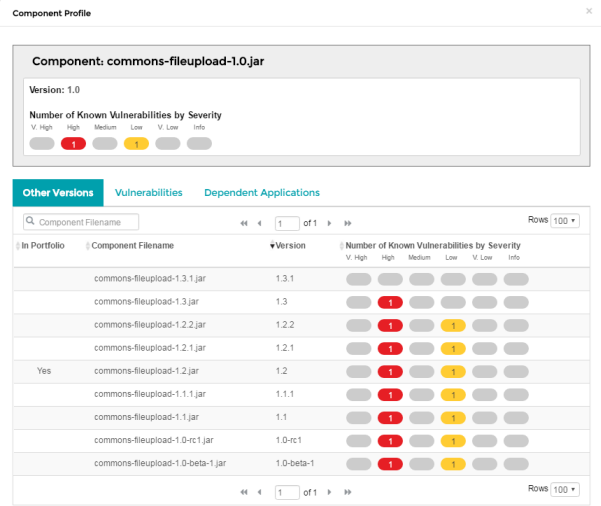 Component Profile ×
Component: commons-fileupload-1.0.jar
Version: 1.0
Number of Known Vulnerabilities by Severity
V. High High Medium Low V. Low Info
1 1
Other Versions Vulnerabilities Dependent Applications
Component Filename 1 of 1 Rows 100
In Portfolio Component Filename Version Number of Known Vulnerabilities by Severity
V. High High Medium Low V. Low Info
commons-fileupload-1.3.1.jar 1.3.1
commons-fileupload-1.3.jar 1.3 1
commons-fileupload-1.2.2.jar 1.2.2 1 1
commons-fileupload-1.2.1.jar 1.2.1 1 1
Yes commons-fileupload-1.2.jar 1.2 1 1
commons-fileupload-1.1.1.jar 1.1.1 1 1
commons-fileupload-1.1.jar 1.1 1 1
commons-fileupload-1.0-rc1.jar 1.0-rc1 1 1
commons-fileupload-1.0-beta-1.jar 1.0-beta-1 1 1
1 of 1 Rows 100